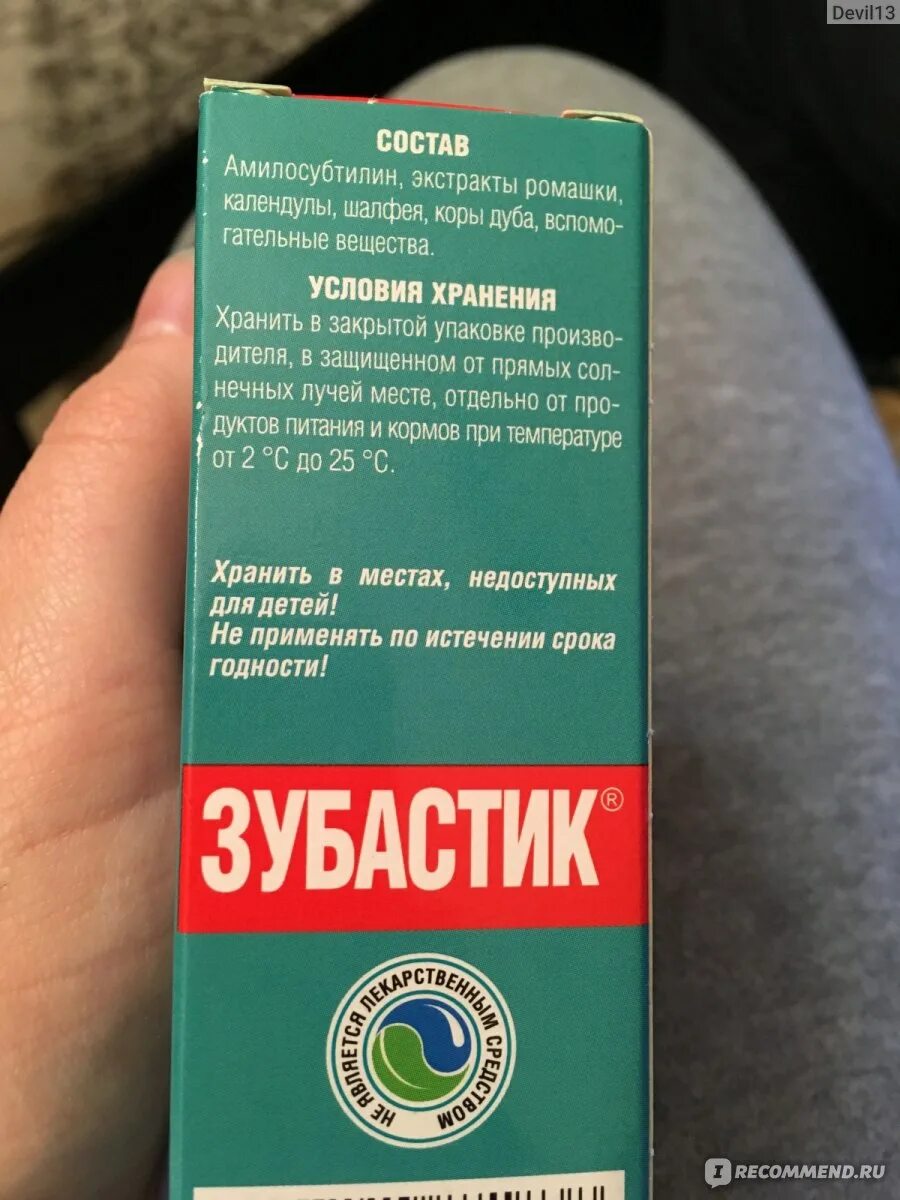 Devil13
СОСТАВ
Амилосубтилин, экстракты ромашки,
календулы, шалфея, коры дуба, вспомо-
гательные вещества.
УСЛОВИЯ ХРАНЕНИЯ
Хранить в закрытой упаковке произво-
дителя, в защищенном от прямых сол-
нечных лучей месте, отдельно от про-
дуктов питания и кормов при температуре
от 2 °С до 25 °С.
Хранить в местах, недоступных
для детей!
Не применять по истечении срока
годности!
ЗУБАСТИК®
НЕ ЯВЛЯЕТСЯ ЛЕКАРСТВЕННЫМ СРЕДСТВОМ
IRECOMMEND.RU